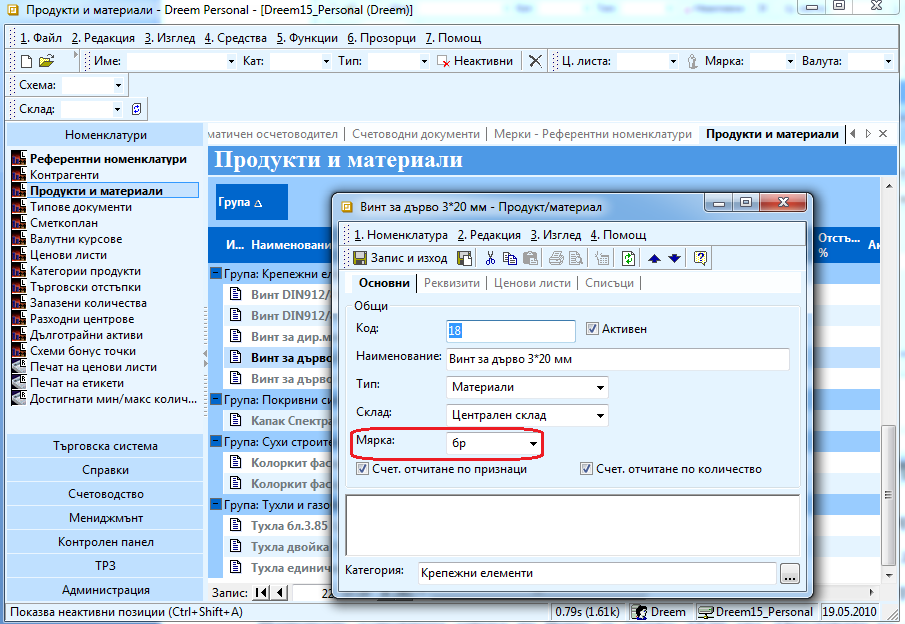 Продукти и материали - Dreem Personal - [Dreem15_Personal (Dreem)]
1. Файл 2. Редакция 3. Изглед 4. Средства 5. Функции 6. Прозорци 7. Помощ
Име: Кат: Тип: Неактивни Ц. листа: Мярка: Валута:
Схема:
Склад:
Номенклатури
матичен осчетоводител | Счетоводни документи | Мерки - Референтни номенклатури | Продукти и материали
Референтни номенклатури
Контрагенти
Продукти и материали
Типове документи
Сметкоплан
Валутни курсове
Ценови листи
Категории продукти
Търговски отстъпки
Запазени количества
Разходни центрове
Дълготрайни активи
Схеми бонус точки
Печат на ценови листи
Печат на етикети
Достигнати мин/макс колич...
Търговска система
Справки
Счетоводство
Мениджмънт
Контролен панел
ТРЗ
Администрация
Продукти и материали
Група
И... Наименовани
Отстъ... %
Ак
Група: Крепежни ел
Винт DIN912/
Винт DIN912/
Винт за дир.м
Винт за дърво
Винт за дърво
Група: Покривни си
Капак Спектра
Група: Сухи строите
Колоркит фас
Колоркит фас
Група: Тухли и газо
Тухла бл.3.85
Тухла двойка
Тухла единич
Запис: 22
Винт за дърво 3*20 мм - Продукт/материал
1. Номенклатура 2. Редакция 3. Изглед 4. Помощ
Запис и изход
Основни | Реквизити | Ценови листи | Списъци
Общи
Код: 18 Активен
Наименование: Винт за дърво 3*20 мм
Тип: Материали
Склад: Централен склад
Мярка: бр
Счет. отчитане по признаци Счет. отчитане по количество
Категория: Крепежни елементи ...
Показва неактивни позиции (Ctrl+Shift+A) 0.79s (1.61k) Dreem Dreem15_Personal 19.05.2010